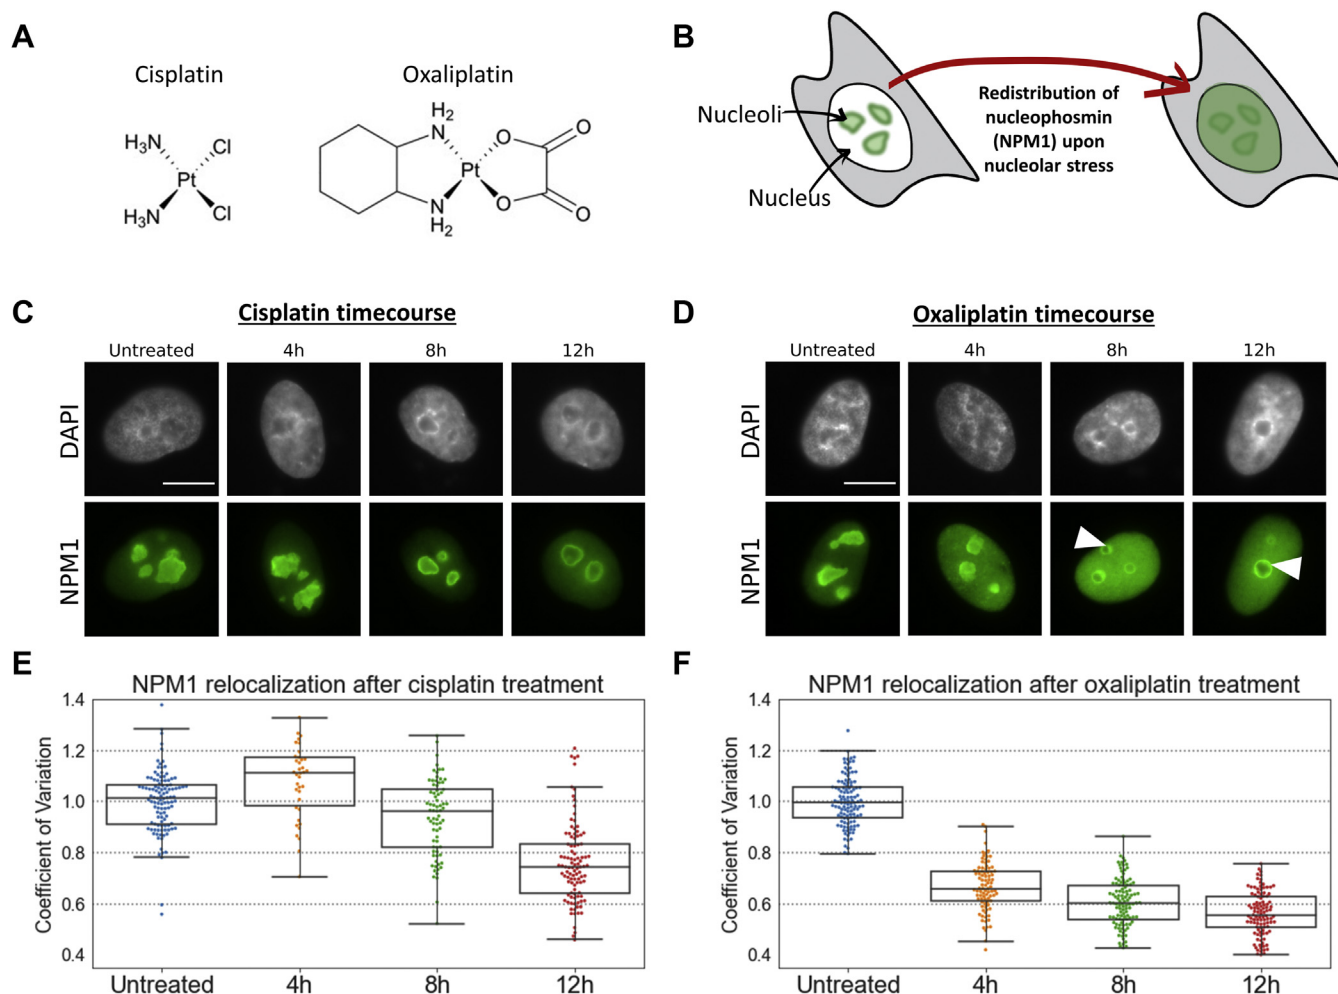 A
Cisplatin
Oxaliplatin
H₃N
Cl
Pt
H₃N
Cl
H₂
N
O
O
Pt
N
H₂
O
O
B
Nucleoli
Nucleus
Redistribution of
nucleophosmin
(NPM1) upon
nucleolar stress
C
Cisplatin timecourse
Untreated 4h 8h 12h
DAPI
NPM1
D
Oxaliplatin timecourse
Untreated 4h 8h 12h
DAPI
NPM1
E
NPM1 relocalization after cisplatin treatment
Coefficient of Variation
1.4
1.2
1.0
0.8
0.6
0.4
Untreated 4h 8h 12h
F
NPM1 relocalization after oxaliplatin treatment
Coefficient of Variation
1.4
1.2
1.0
0.8
0.6
0.4
Untreated 4h 8h 12h